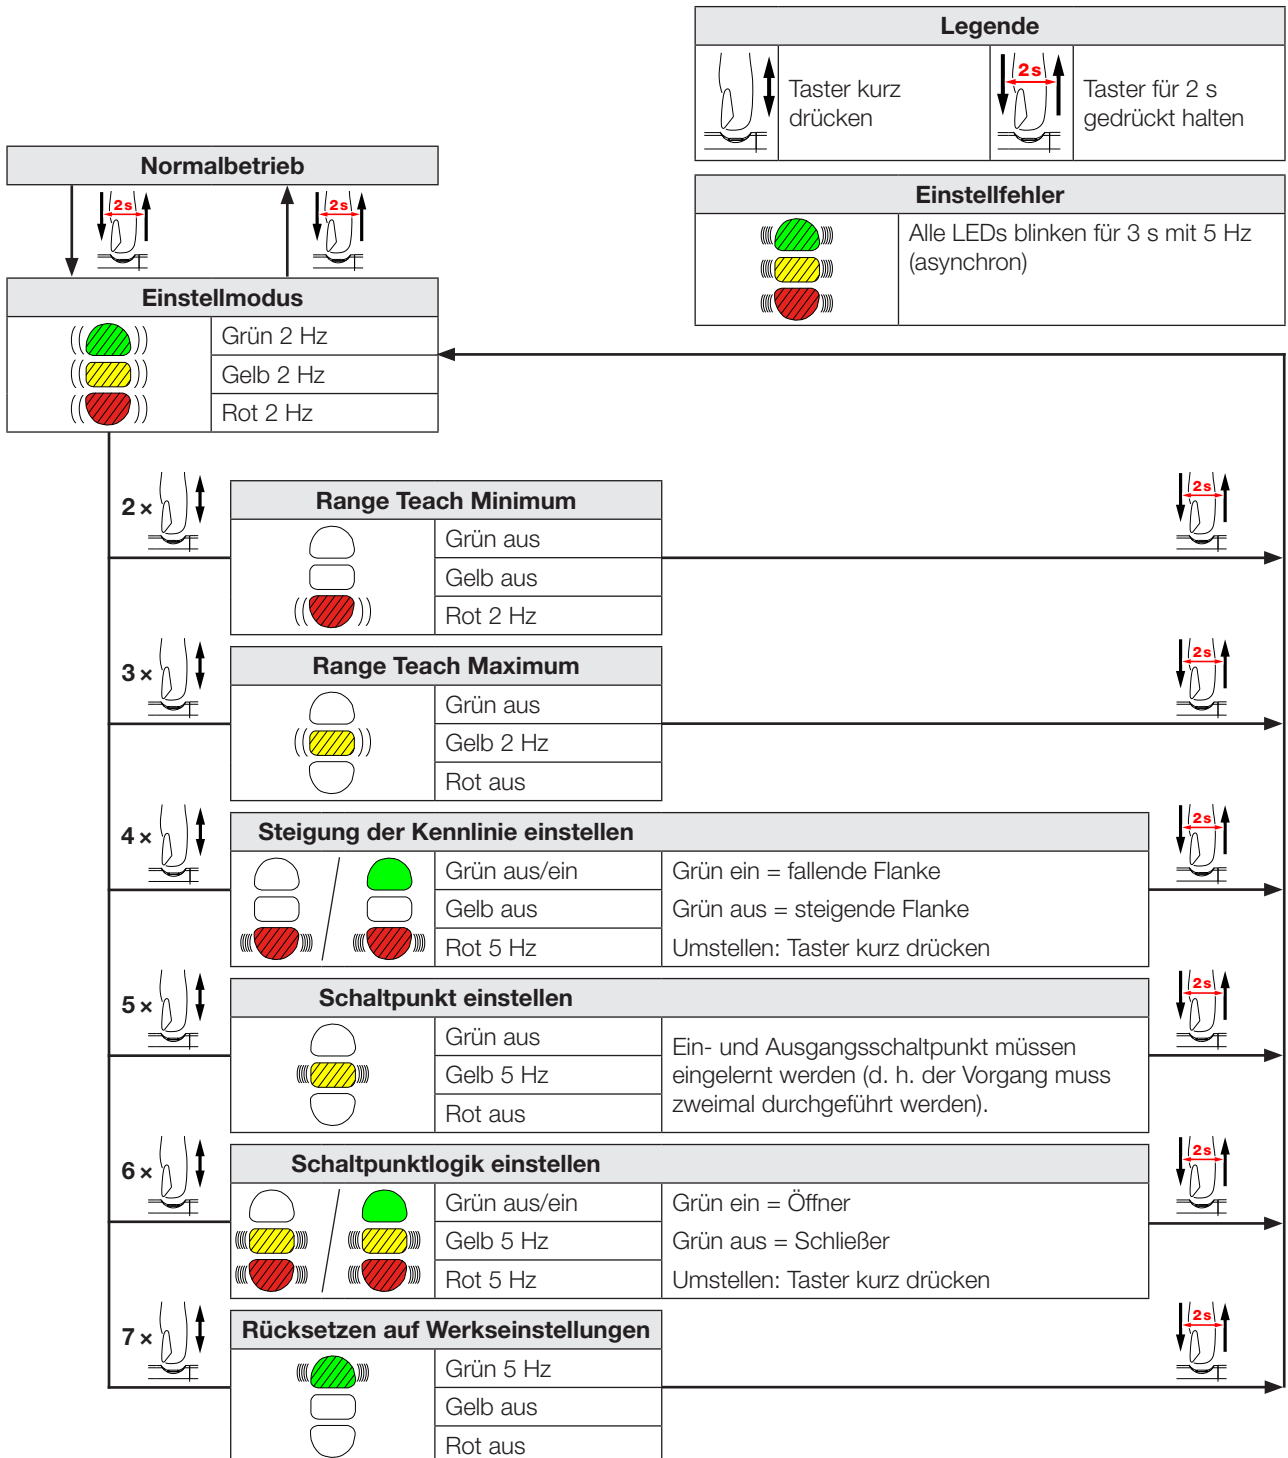 Legende
Taster kurz
drücken
2s
Taster für 2 s
gedrückt halten
Normalbetrieb
2s
2s
Einstellfehler
Alle LEDs blinken für 3 s mit 5 Hz
(asynchron)
Einstellmodus
Grün 2 Hz
Gelb 2 Hz
Rot 2 Hz
2 ×
Range Teach Minimum
Grün aus
Gelb aus
Rot 2 Hz
2s
3 ×
Range Teach Maximum
Grün aus
Gelb 2 Hz
Rot aus
2s
4 ×
Steigung der Kennlinie einstellen
Grün aus/ein
Grün ein = fallende Flanke
Gelb aus
Grün aus = steigende Flanke
Rot 5 Hz
Umstellen: Taster kurz drücken
2s
5 ×
Schaltpunkt einstellen
Grün aus
Gelb 5 Hz
Rot aus
Ein- und Ausgangsschaltpunkt müssen
eingelernt werden (d. h. der Vorgang muss
zweimal durchgeführt werden).
2s
6 ×
Schaltpunktlogik einstellen
Grün aus/ein
Grün ein = Öffner
Gelb 5 Hz
Grün aus = Schließer
Rot 5 Hz
Umstellen: Taster kurz drücken
2s
7 ×
Rücksetzen auf Werkseinstellungen
Grün 5 Hz
Gelb aus
Rot aus
2s